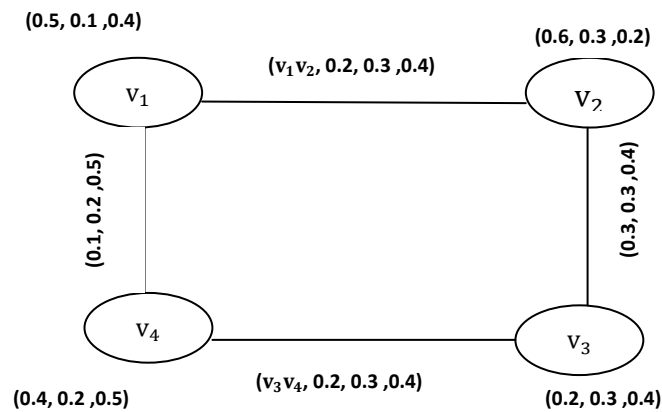 (0.5, 0.1 ,0.4)
(0.6, 0.3 ,0.2)
(v₁v₂, 0.2, 0.3 ,0.4)
v₁
v₂
(0.1, 0.2 ,0.5)
(0.3, 0.3 ,0.4)
v₄
v₃
(v₃v₄, 0.2, 0.3 ,0.4)
(0.4, 0.2 ,0.5)
(0.2, 0.3 ,0.4)